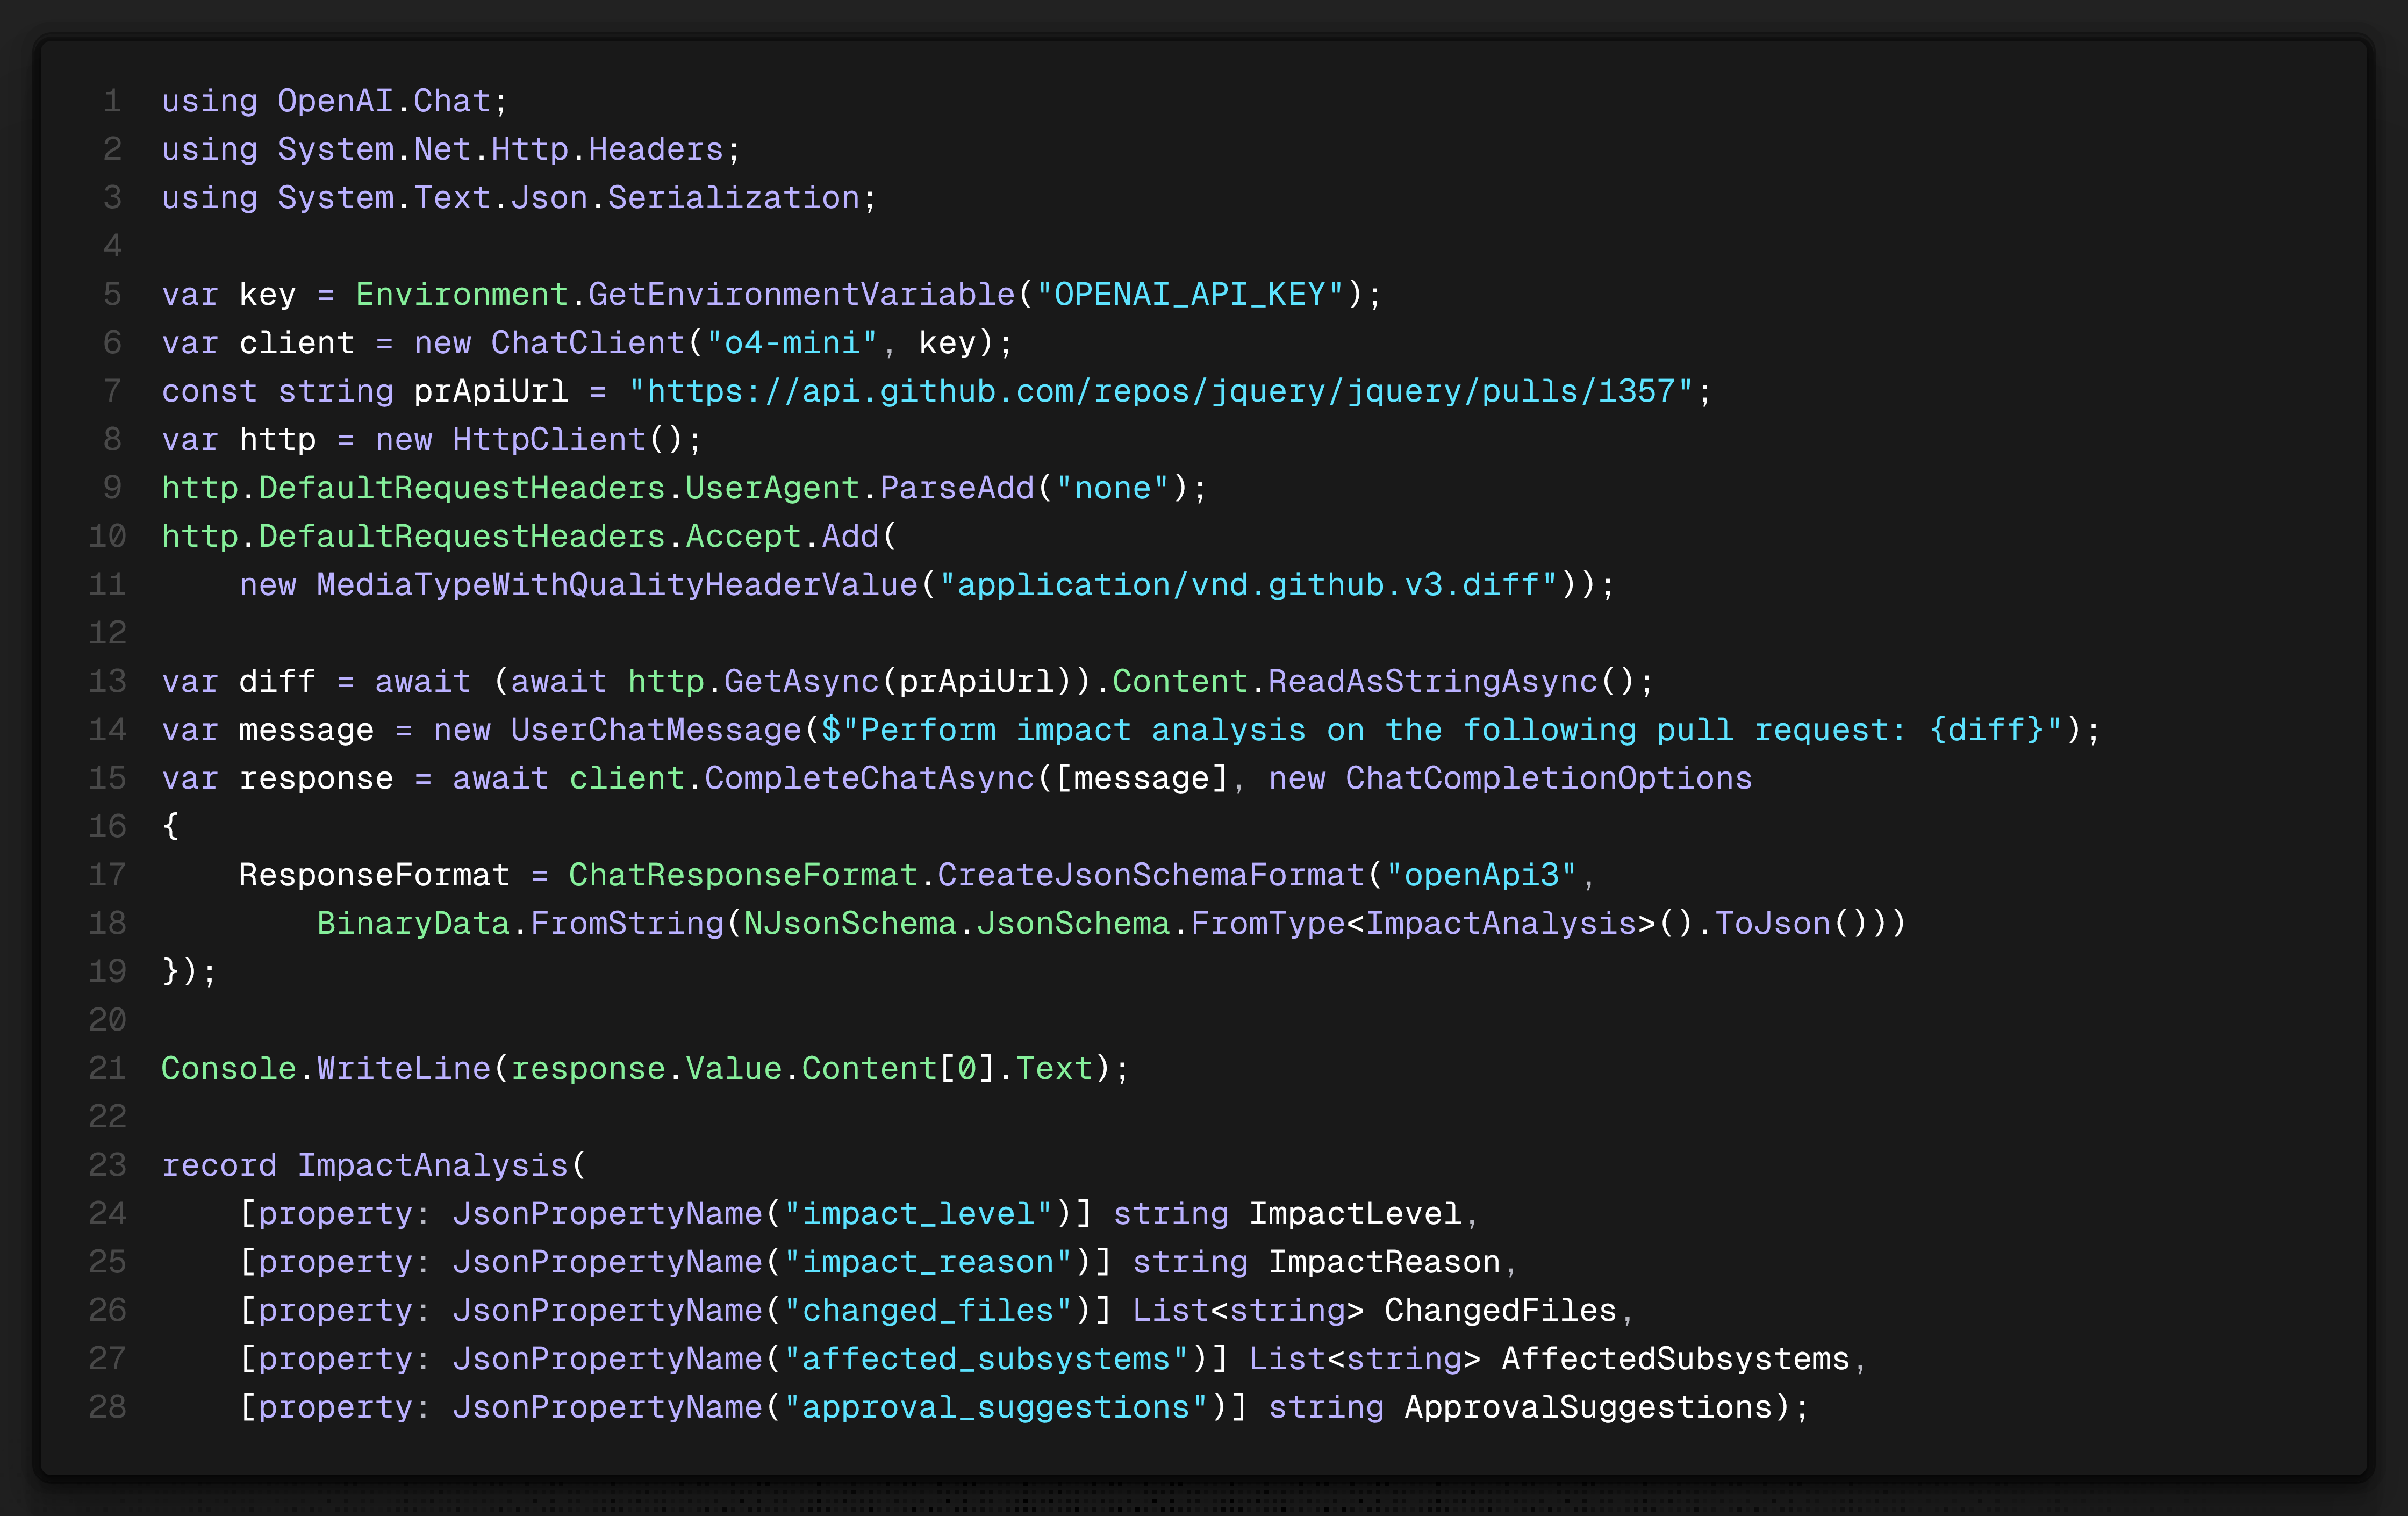 1 using OpenAI.Chat;
2 using System.Net.Http.Headers;
3 using System.Text.Json.Serialization;
4
5 var key = Environment.GetEnvironmentVariable("OPENAI_API_KEY");
6 var client = new ChatClient("o4-mini", key);
7 const string prApiUrl = "https://api.github.com/repos/jquery/jquery/pulls/1357";
8 var http = new HttpClient();
9 http.DefaultRequestHeaders.UserAgent.ParseAdd("none");
10 http.DefaultRequestHeaders.Accept.Add(
11     new MediaTypeWithQualityHeaderValue("application/vnd.github.v3.diff"));
12
13 var diff = await (await http.GetAsync(prApiUrl)).Content.ReadAsStringAsync();
14 var message = new UserChatMessage($"Perform impact analysis on the following pull request: {diff}");
15 var response = await client.CompleteChatAsync([message], new ChatCompletionOptions
16 {
17     ResponseFormat = ChatResponseFormat.CreateJsonSchemaFormat("openApi3",
18         BinaryData.FromString(NJsonSchema.JsonSchema.FromType<ImpactAnalysis>().ToJson()))
19 });
20
21 Console.WriteLine(response.Value.Content[0].Text);
22
23 record ImpactAnalysis(
24     [property: JsonPropertyName("impact_level")] string ImpactLevel,
25     [property: JsonPropertyName("impact_reason")] string ImpactReason,
26     [property: JsonPropertyName("changed_files")] List<string> ChangedFiles,
27     [property: JsonPropertyName("affected_subsystems")] List<string> AffectedSubsystems,
28     [property: JsonPropertyName("approval_suggestions")] string ApprovalSuggestions);